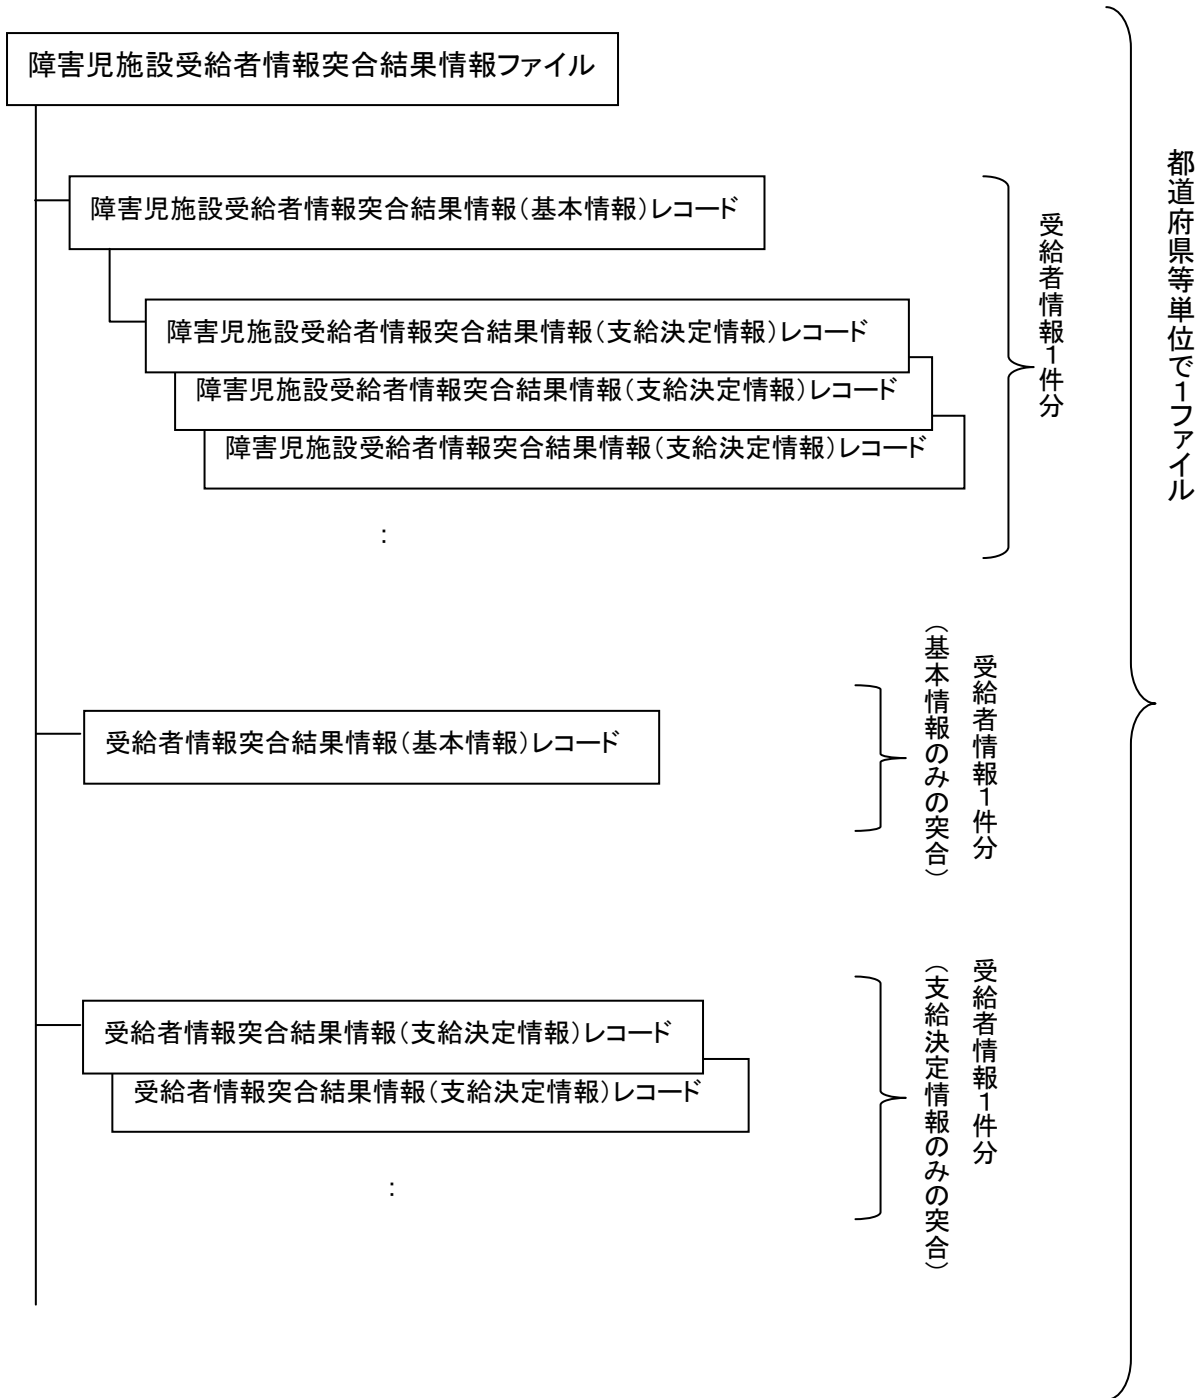 障害児施設受給者情報突合結果情報ファイル
障害児施設受給者情報突合結果情報(基本情報)レコード
障害児施設受給者情報突合結果情報(支給決定情報)レコード
障害児施設受給者情報突合結果情報(支給決定情報)レコード
障害児施設受給者情報突合結果情報(支給決定情報)レコード
:
受給者情報1件分
受給者情報突合結果情報(基本情報)レコード
受給者情報1件分
(基本情報のみの突合)
受給者情報突合結果情報(支給決定情報)レコード
受給者情報突合結果情報(支給決定情報)レコード
:
受給者情報1件分
(支給決定情報のみの突合)
都道府県等単位で1ファイル